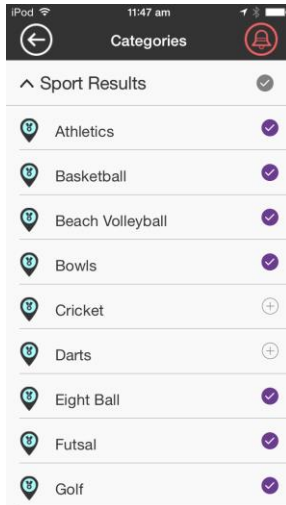 iPod 11:47 am
Categories
Sport Results
Athletics
Basketball
Beach Volleyball
Bowls
Cricket
Darts
Eight Ball
Futsal
Golf